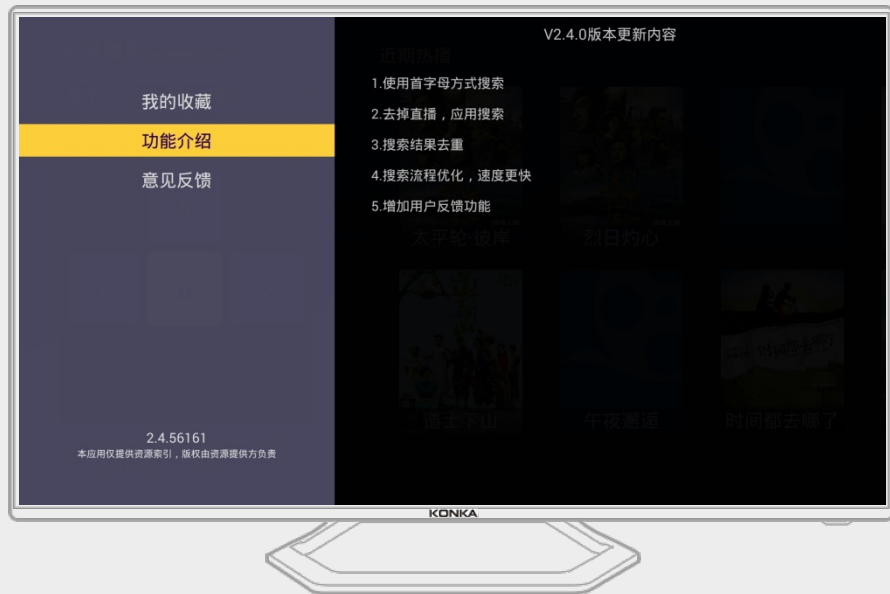 V2.4.0版本更新内容
近期热播
我的收藏
功能介绍
意见反馈
1.使用首字母方式搜索
2.去掉直播，应用搜索
3.搜索结果去重
4.搜索流程优化，速度更快
5.增加用户反馈功能
太平轮·彼岸
烈日灼心
道士下山
午夜邂逅
时间都去哪了
2.4.56161
本应用仅提供资源索引，版权由资源提供方负责
KONKA